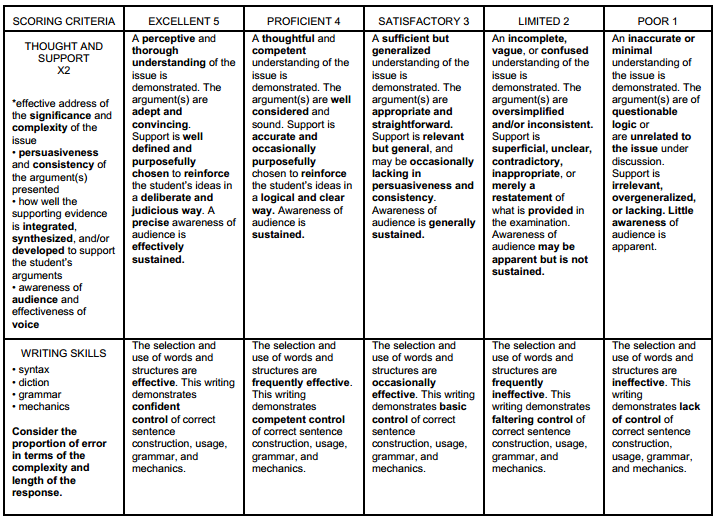 SCORING CRITERIA
EXCELLENT 5
PROFICIENT 4
SATISFACTORY 3
LIMITED 2
POOR 1
THOUGHT AND
SUPPORT
X2
*effective address of
the significance and
complexity of the
issue
• persuasiveness
and consistency of
the argument(s)
presented
• how well the
supporting evidence
is integrated,
synthesized, and/or
developed to support
the student's
arguments
• awareness of
audience and
effectiveness of
voice
A perceptive and
thorough
understanding of the
issue is
demonstrated. The
argument(s) are
adept and
convincing.
Support is well
defined and
purposefully
chosen to reinforce
the student's ideas in
a deliberate and
judicious way. A
precise awareness of
audience is
effectively
sustained.
A thoughtful and
competent
understanding of the
issue is
demonstrated. The
argument(s) are well
considered and
sound. Support is
accurate and
occasionally
purposefully
chosen to reinforce
the student's ideas in
a logical and clear
way. Awareness of
audience is
sustained.
A sufficient but
generalized
understanding of the
issue is
demonstrated. The
argument(s) are
appropriate and
straightforward.
Support is relevant
but general, and
may be occasionally
lacking in
persuasiveness and
consistency.
Awareness of
audience is generally
sustained.
An incomplete,
vague, or confused
understanding of the
issue is
demonstrated. The
argument(s) are
oversimplified
and/or inconsistent.
Support is
superficial, unclear,
contradictory,
inappropriate, or
merely a
restatement of
what is provided in
the examination.
Awareness of
audience may be
apparent but is not
sustained.
An inaccurate or
minimal
understanding of
the issue is
demonstrated. The
argument(s) are of
questionable
logic or
are unrelated to
the issue under
discussion.
Support is
irrelevant,
overgeneralized,
or lacking. Little
awareness of
audience is
apparent.
WRITING SKILLS
• syntax
• diction
• grammar
• mechanics
Consider the
proportion of error
in terms of the
complexity and
length of the
response.
The selection and
use of words and
structures are
effective. This writing
demonstrates
confident
control of correct
sentence
construction, usage,
grammar, and
mechanics.
The selection and
use of words and
structures are
frequently effective.
This writing
demonstrates
competent control
of correct sentence
construction, usage,
grammar, and
mechanics.
The selection and
use of words and
structures are
occasionally
effective. This writing
demonstrates basic
control of correct
sentence
construction, usage,
grammar, and
mechanics.
The selection and
use of words and
structures are
frequently
ineffective. This
writing demonstrates
faltering control of
correct sentence
construction, usage,
grammar, and
mechanics.
The selection and
use of words and
structures are
ineffective. This
writing
demonstrates lack
of control of
correct sentence
construction,
usage, grammar,
and mechanics.